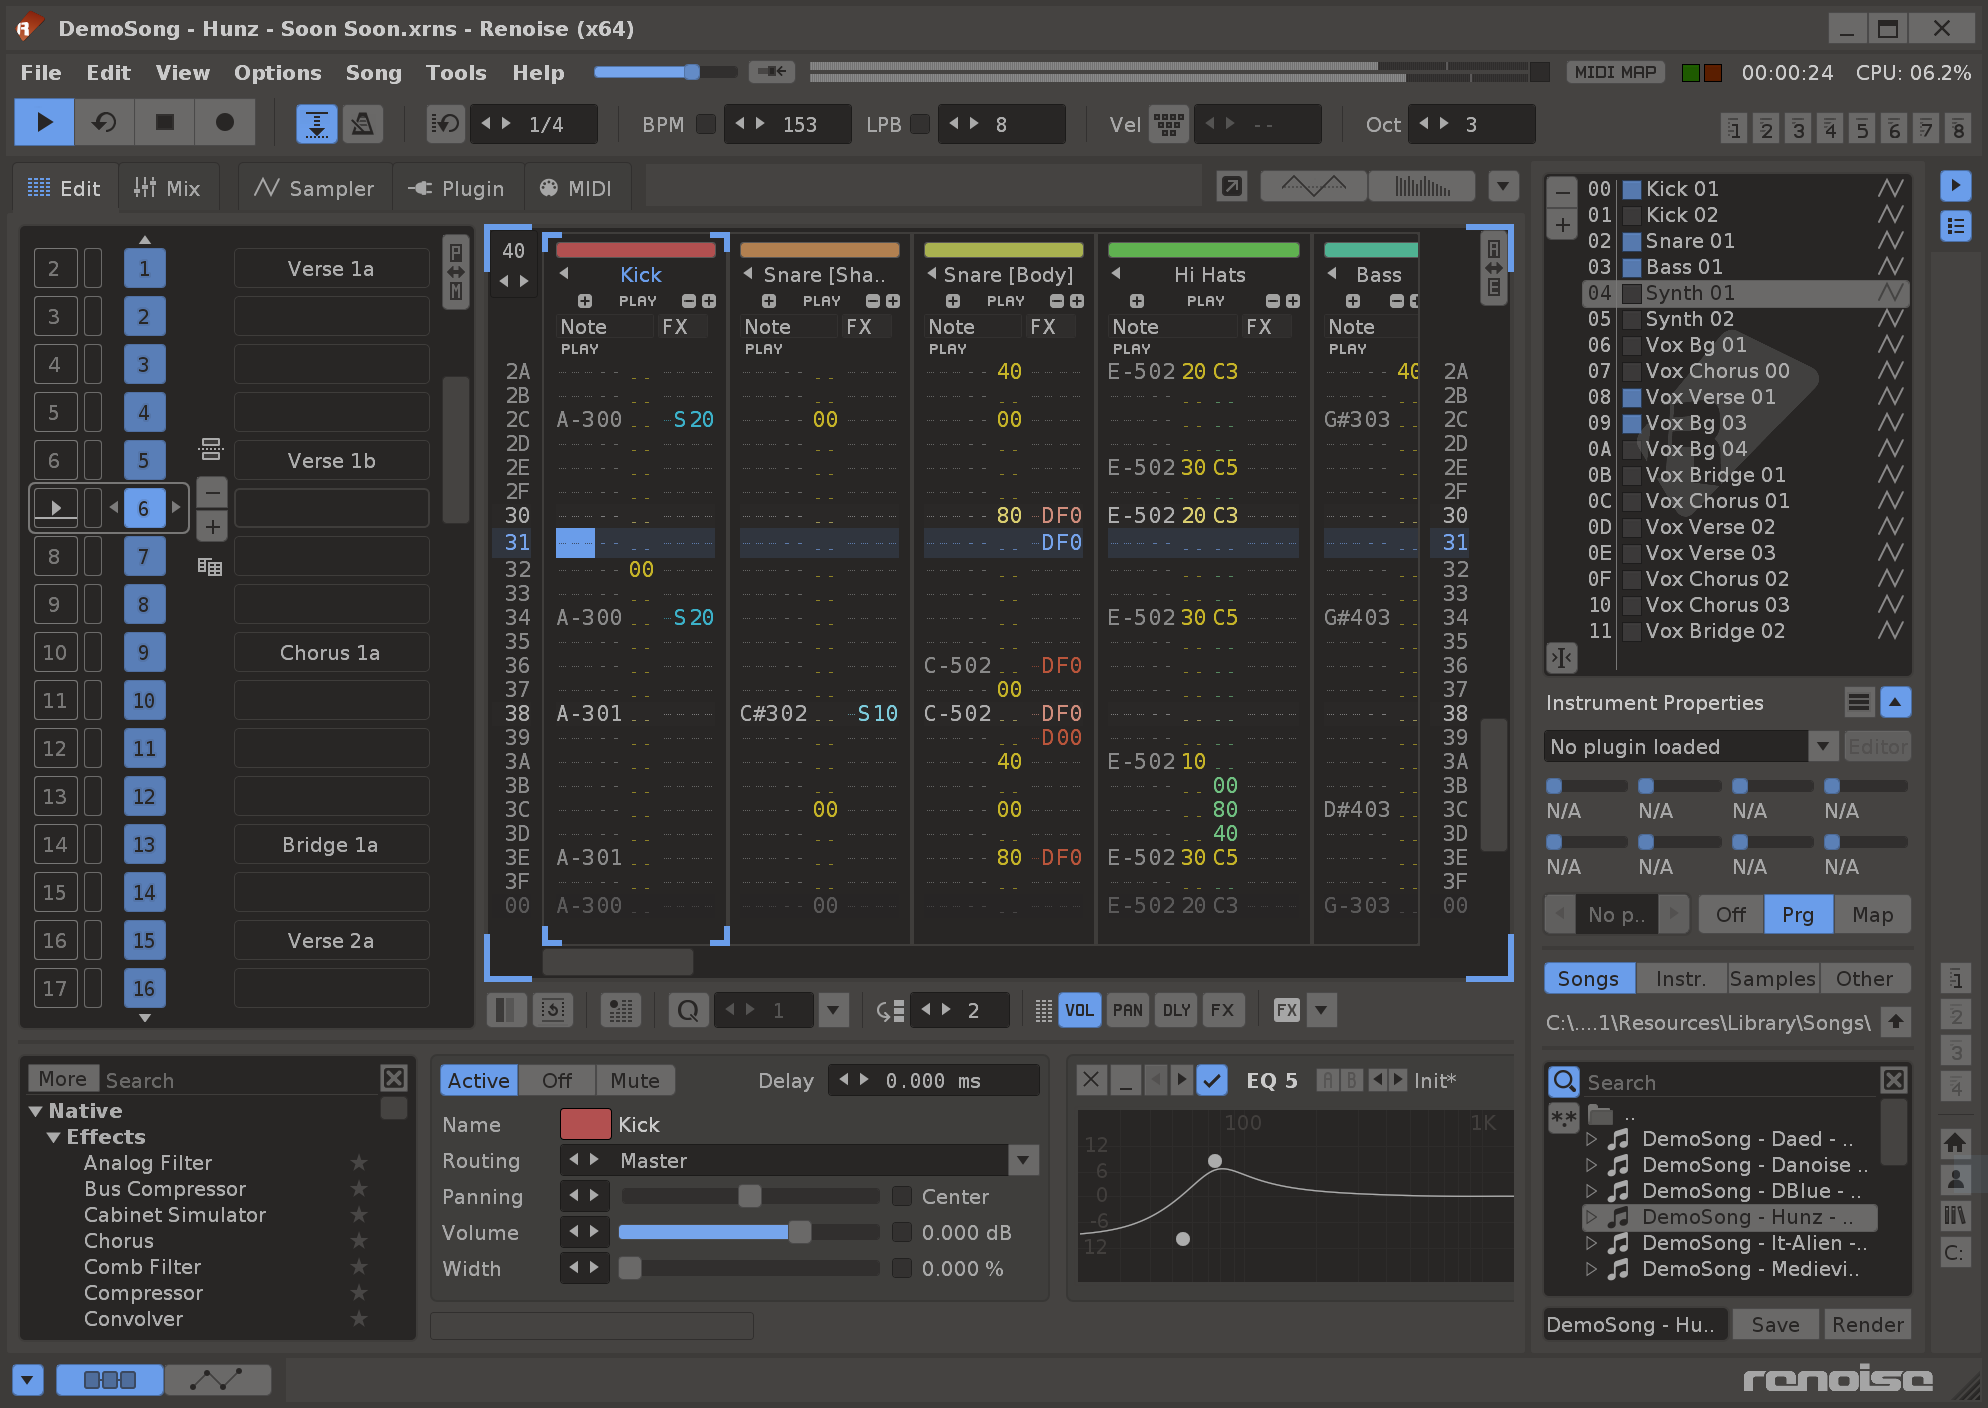 DemoSong - Hunz - Soon Soon.xrns - Renoise (x64)
File Edit View Options Song Tools Help MIDI MAP 00:00:24 CPU: 06.2%
1/4 BPM 153 LPB 8 Vel -- Oct 3 1 2 3 4 5 6 7 8
Edit Mix Sampler Plugin MIDI
2 1 Verse 1a
3 2
4 3
5 4
6 5 Verse 1b
6
8 7
9 8
10 9 Chorus 1a
11 10
12 11
13 12
14 13 Bridge 1a
15 14
16 15 Verse 2a
17 16
P M
40 Kick Snare [Sha.. Snare [Body] Hi Hats Bass
PLAY PLAY PLAY PLAY
Note FX Note FX Note FX Note FX Note
PLAY PLAY PLAY PLAY PLAY
2A 40 E-502 20 C3 40 2A
2B 2B
2C A-300 S20 00 00 G#303 2C
2D 2D
2E E-502 30 C5 2E
2F 2F
30 80 DF0 E-502 20 C3 30
31 DF0 31
32 00 32
33 33
34 A-300 S20 E-502 30 C5 G#403 34
35 35
36 C-502 DF0 36
37 00 37
38 A-301 C#302 S10 C-502 DF0 38
39 D00 39
3A 40 E-502 10 3A
3B 00 3B
3C 00 00 80 D#403 3C
3D 40 3D
3E A-301 80 DF0 E-502 30 C5 3E
3F 3F
00 A-300 00 E-502 20 C3 G-303 00
Q 1 2 VOL PAN DLY FX FX
00 Kick 01
01 Kick 02
02 Snare 01
03 Bass 01
04 Synth 01
05 Synth 02
06 Vox Bg 01
07 Vox Chorus 00
08 Vox Verse 01
09 Vox Bg 03
0A Vox Bg 04
0B Vox Bridge 01
0C Vox Chorus 01
0D Vox Verse 02
0E Vox Verse 03
0F Vox Chorus 02
10 Vox Chorus 03
11 Vox Bridge 02
Instrument Properties
No plugin loaded Editor
N/A N/A N/A N/A
N/A N/A N/A N/A
No p.. Off Prg Map
Songs Instr. Samples Other
C:\....1\Resources\Library\Songs\
Search
..
DemoSong - Daed - ..
DemoSong - Danoise ..
DemoSong - DBlue - ..
DemoSong - Hunz - ..
DemoSong - It-Alien -..
DemoSong - Medievi..
DemoSong - Hu.. Save Render
1
2
3
4
C:
More Search
Native
Effects
Analog Filter
Bus Compressor
Cabinet Simulator
Chorus
Comb Filter
Compressor
Convolver
Active Off Mute Delay 0.000 ms
Name Kick
Routing Master
Panning Center
Volume 0.000 dB
Width 0.000 %
EQ 5 A B Init*
100 1K
12
6
0
-6
12
renoise